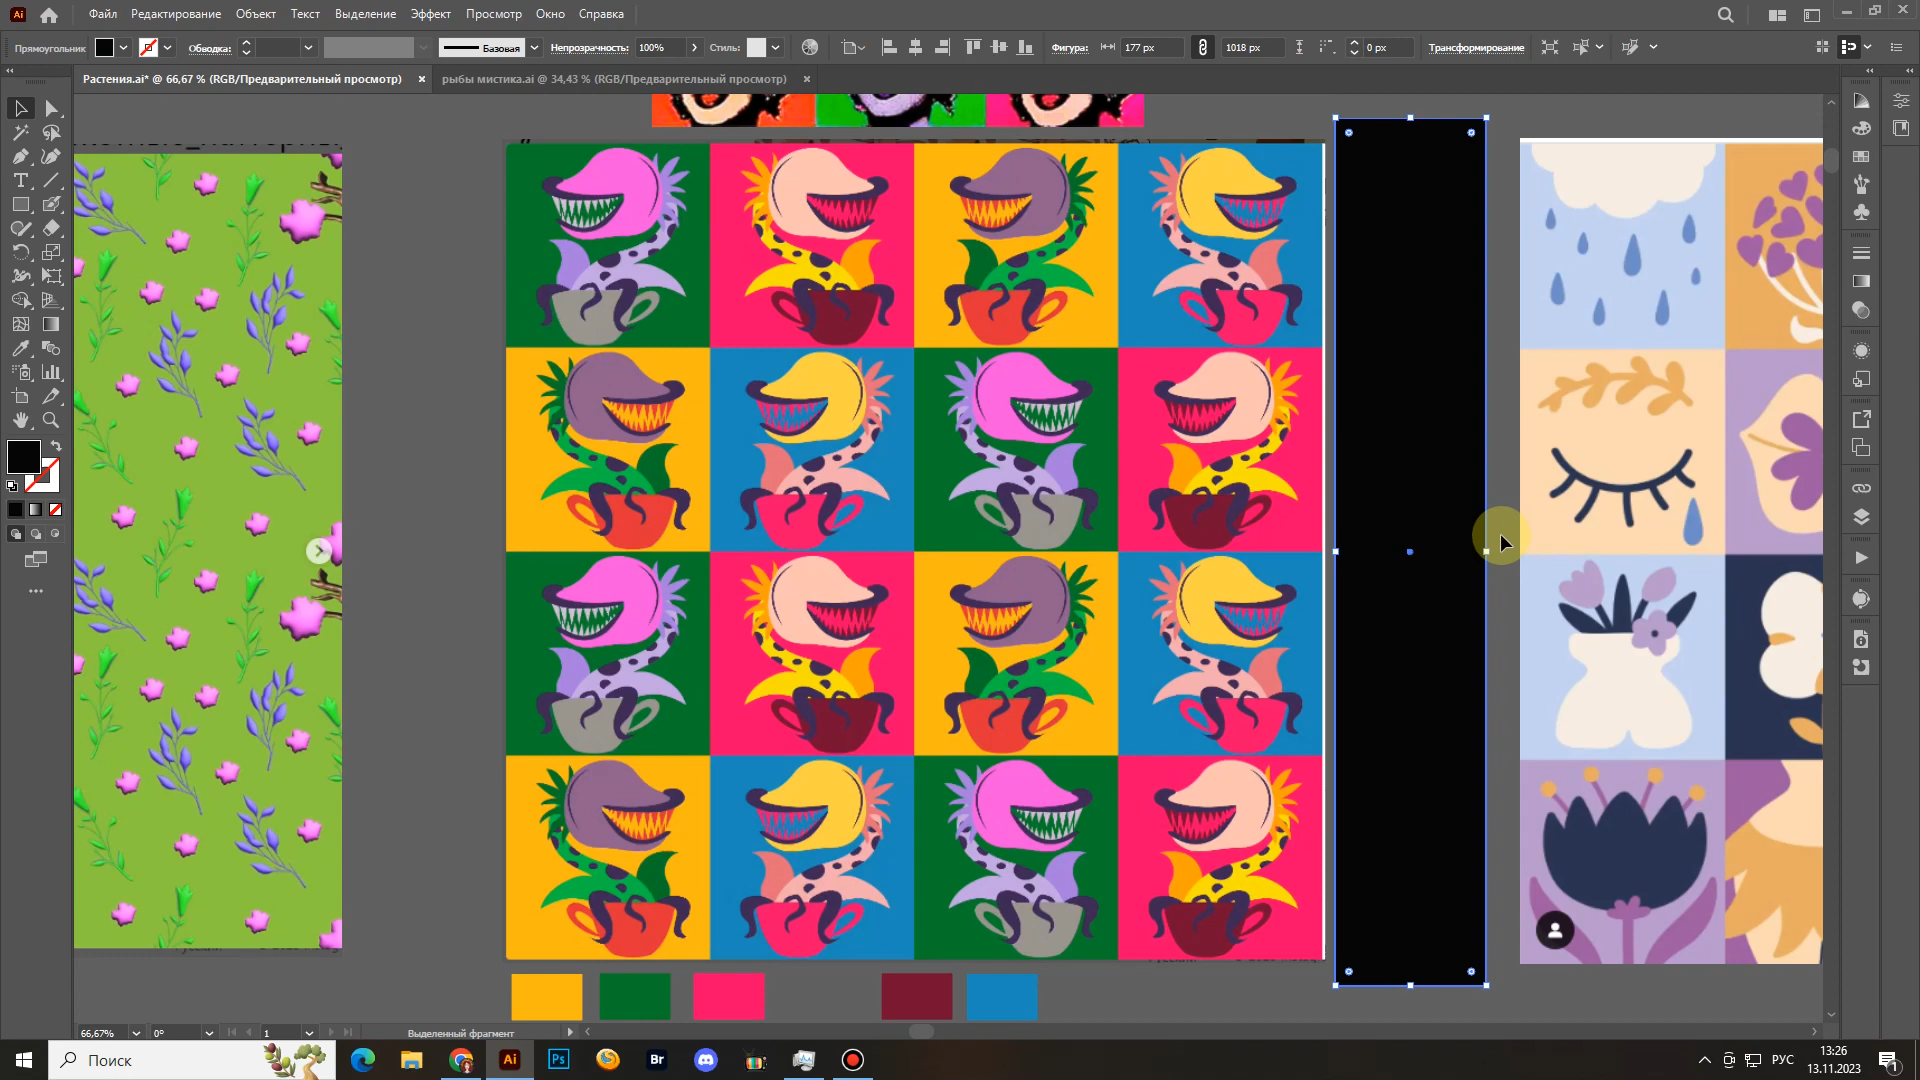 Ai Файл Редактирование Объект Текст Выделение Эффект Просмотр Окно Справка
Прямоугольник Обводка: Базовая Непрозрачность: 100% Стиль: Фигура: 177 px 1018 px 0 px Трансформирование
Растения.ai* @ 66,67 % (RGB/Предварительный просмотр) × рыбы мистика.ai @ 34,43 % (RGB/Предварительный просмотр) ×
66,67% 0° 1 Выделенный фрагмент
Поиск Ai Ps Br РУС 13:26
13.11.2023 1